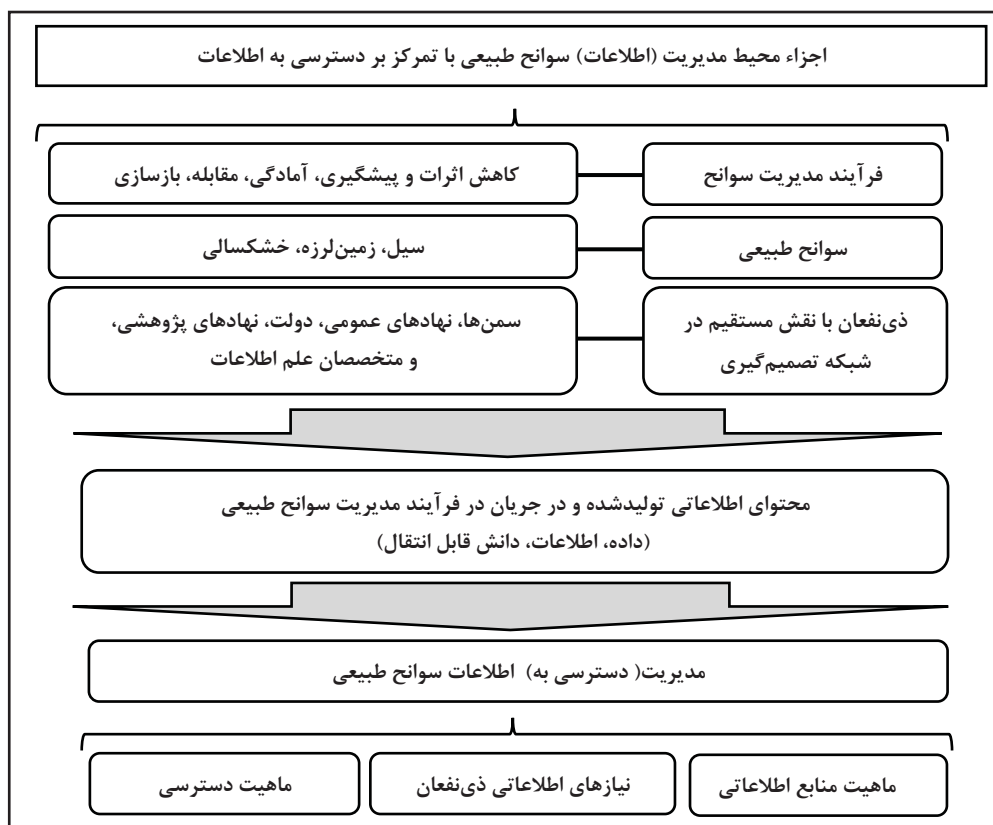 اجزاء محیط مدیریت (اطلاعات) سوانح طبیعی با تمرکز بر دسترسی به اطلاعات
فرآیند مدیریت سوانح
کاهش اثرات و پیشگیری، آمادگی، مقابله، بازسازی
سوانح طبیعی
سیل، زمین‌لرزه، خشکسالی
ذی‌نفعان با نقش مستقیم در
شبکه تصمیم‌گیری
سمن‌ها، نهادهای عمومی، دولت، نهادهای پژوهشی،
و متخصصان علم اطلاعات
محتوای اطلاعاتی تولیدشده و در جریان در فرآیند مدیریت سوانح طبیعی
(داده، اطلاعات، دانش قابل انتقال)
مدیریت( دسترسی به) اطلاعات سوانح طبیعی
ماهیت منابع اطلاعاتی
نیازهای اطلاعاتی ذی‌نفعان
ماهیت دسترسی